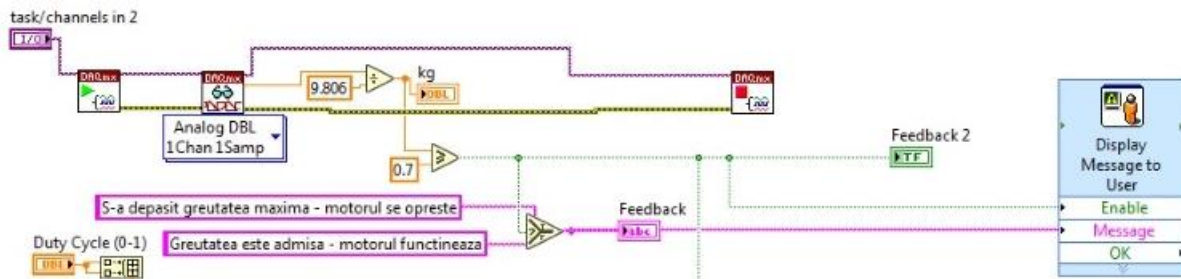 task/channels in 2
I/O
DAQmx
DAQmx
DAQmx
kg
9.806
DBL
Analog DBL
1Chan 1Samp
0.7
Feedback 2
TF
Display
Message to
User
Enable
Message
OK
S-a depasit greutatea maxima - motorul se opreste
Feedback
abc
Greutatea este admisa - motorul functineaza
Duty Cycle (0-1)
DBL